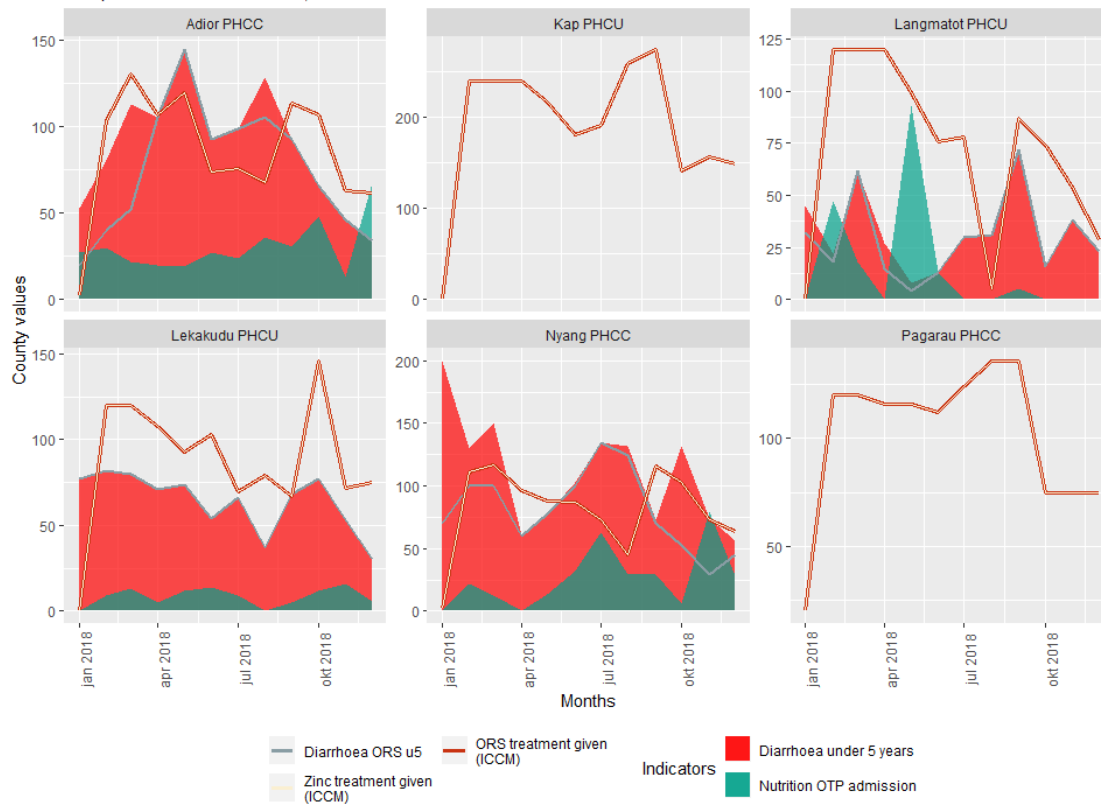 Adior PHCC
Kap PHCU
Langmatot PHCU
150
100
50
0
200
100
0
125
100
75
50
25
0
Lekakudu PHCU
Nyang PHCC
Pagarau PHCC
150
100
50
0
200
150
100
50
0
100
50
County values
jan 2018
apr 2018
jul 2018
okt 2018
jan 2018
apr 2018
jul 2018
okt 2018
jan 2018
apr 2018
jul 2018
okt 2018
Months
Diarrhoea ORS u5
Zinc treatment given
(ICCM)
ORS treatment given
(ICCM)
Indicators
Diarrhoea under 5 years
Nutrition OTP admission